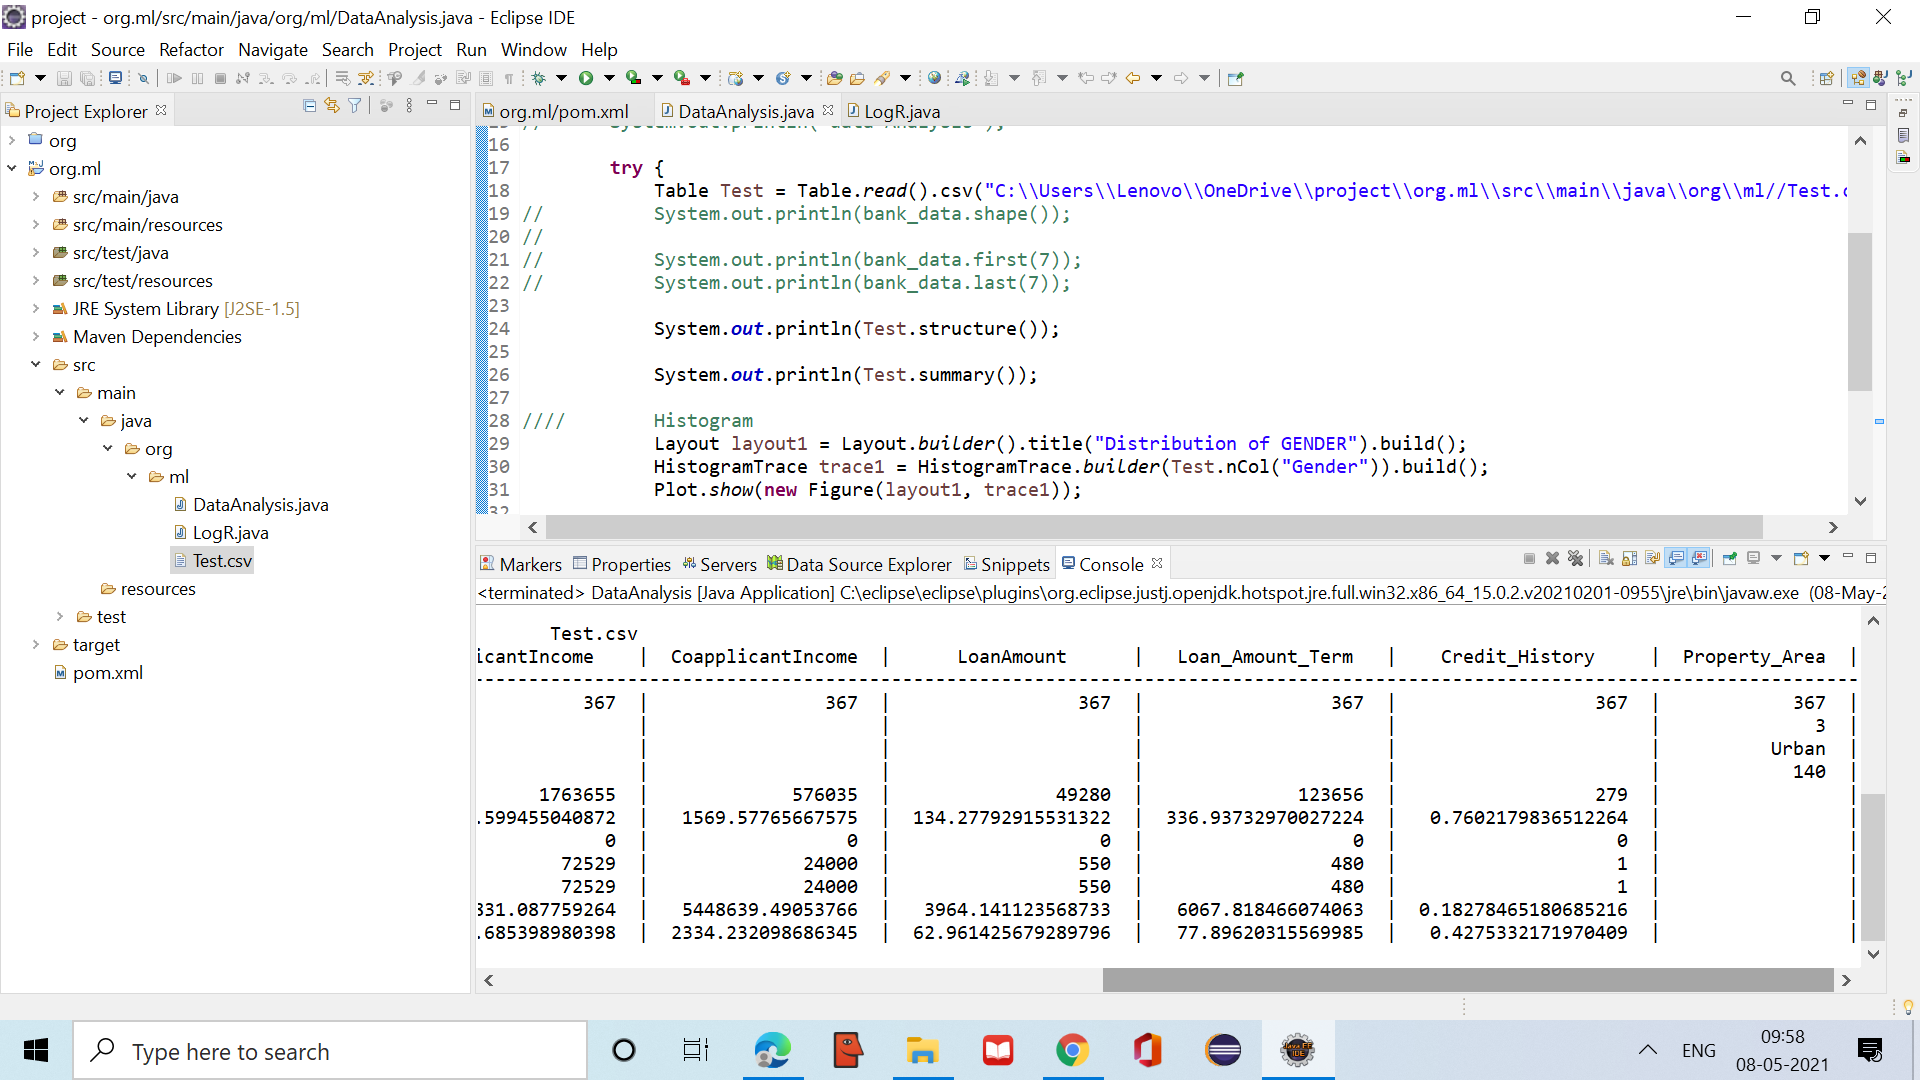 project - org.ml/src/main/java/org/ml/DataAnalysis.java - Eclipse IDE
File Edit Source Refactor Navigate Search Project Run Window Help
Project Explorer
org
org.ml
src/main/java
src/main/resources
src/test/java
src/test/resources
JRE System Library [J2SE-1.5]
Maven Dependencies
src
main
java
org
ml
DataAnalysis.java
LogR.java
Test.csv
resources
test
target
pom.xml
org.ml/pom.xml DataAnalysis.java LogR.java
15 // System.out.println("data Analysis");
16
17 try {
18 Table Test = Table.read().csv("C:\\Users\\Lenovo\\OneDrive\\project\\org.ml\\src\\main\\java\\org\\ml//Test.c
19 // System.out.println(bank_data.shape());
20 //
21 // System.out.println(bank_data.first(7));
22 // System.out.println(bank_data.last(7));
23
24 System.out.println(Test.structure());
25
26 System.out.println(Test.summary());
27
28 //// Histogram
29 Layout layout1 = Layout.builder().title("Distribution of GENDER").build();
30 HistogramTrace trace1 = HistogramTrace.builder(Test.nCol("Gender")).build();
31 Plot.show(new Figure(layout1, trace1));
32
Markers Properties Servers Data Source Explorer Snippets Console
<terminated> DataAnalysis [Java Application] C:\eclipse\eclipse\plugins\org.eclipse.justj.openjdk.hotspot.jre.full.win32.x86_64_15.0.2.v20210201-0955\jre\bin\javaw.exe (08-May-2
Test.csv
icantIncome | CoapplicantIncome | LoanAmount | Loan_Amount_Term | Credit_History | Property_Area |
367 | 367 | 367 | 367 | 367 | 367 |
| | | | | 3 |
| | | | | Urban |
| | | | | 140 |
1763655 | 576035 | 49280 | 123656 | 279 | |
.599455040872 | 1569.57765667575 | 134.27792915531322 | 336.93732970027224 | 0.7602179836512264 | |
0 | 0 | 0 | 0 | 0 | |
72529 | 24000 | 550 | 480 | 1 | |
72529 | 24000 | 550 | 480 | 1 | |
331.087759264 | 5448639.49053766 | 3964.141123568733 | 6067.818466074063 | 0.18278465180685216 | |
.685398980398 | 2334.232098686345 | 62.961425679289796 | 77.89620315569985 | 0.4275332171970409 | |
Type here to search
ENG
09:58
08-05-2021